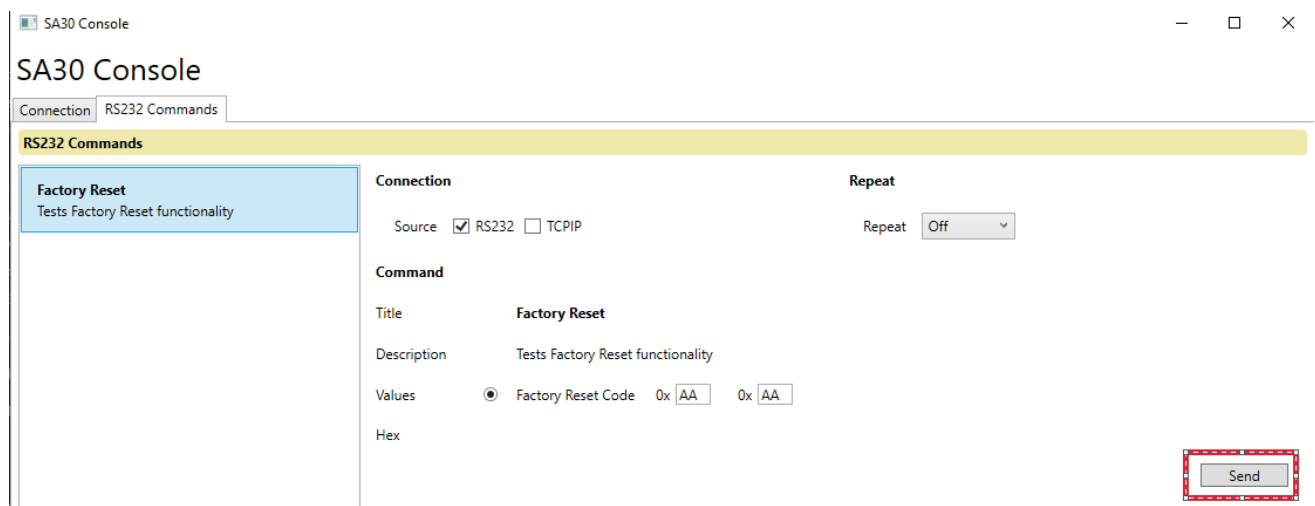 SA30 Console
SA30 Console
Connection RS232 Commands
RS232 Commands
Factory Reset
Tests Factory Reset functionality
Connection
Source RS232 TCPIP
Repeat
Repeat Off
Command
Title Factory Reset
Description Tests Factory Reset functionality
Values Factory Reset Code 0x AA 0x AA
Hex
Send